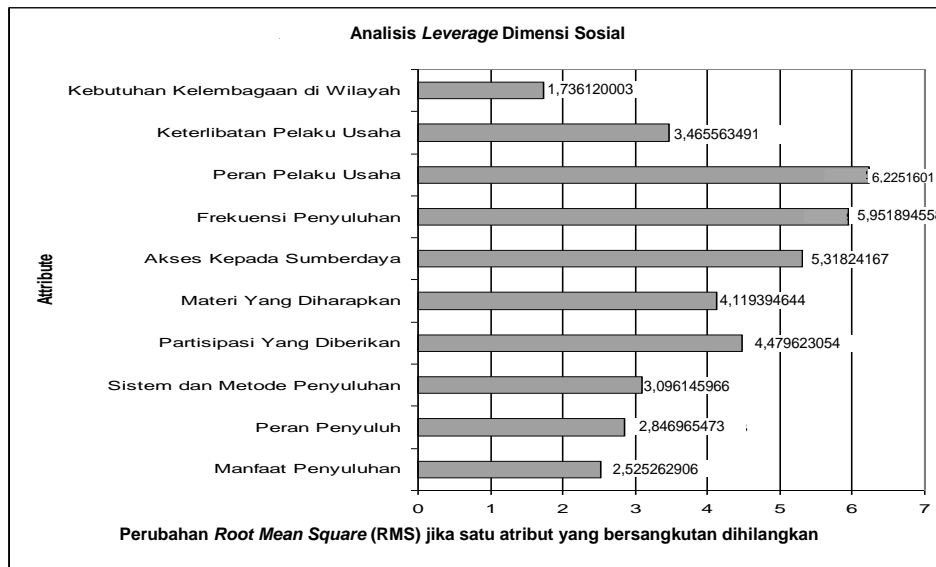 Analisis Leverage Dimensi Sosial
Kebutuhan Kelembagaan di Wilayah
1,736120003
Keterlibatan Pelaku Usaha
3,465563491
Peran Pelaku Usaha
6,2251601
Frekuensi Penyuluhan
5,951894558
Akses Kepada Sumberdaya
5,31824167
Materi Yang Diharapkan
4,119394644
Partisipasi Yang Diberikan
4,479623054
Sistem dan Metode Penyuluhan
3,096145966
Peran Penyuluh
2,846965473
Manfaat Penyuluhan
2,525262906
Attribute
0 1 2 3 4 5 6 7
Perubahan Root Mean Square (RMS) jika satu atribut yang bersangkutan dihilangkan